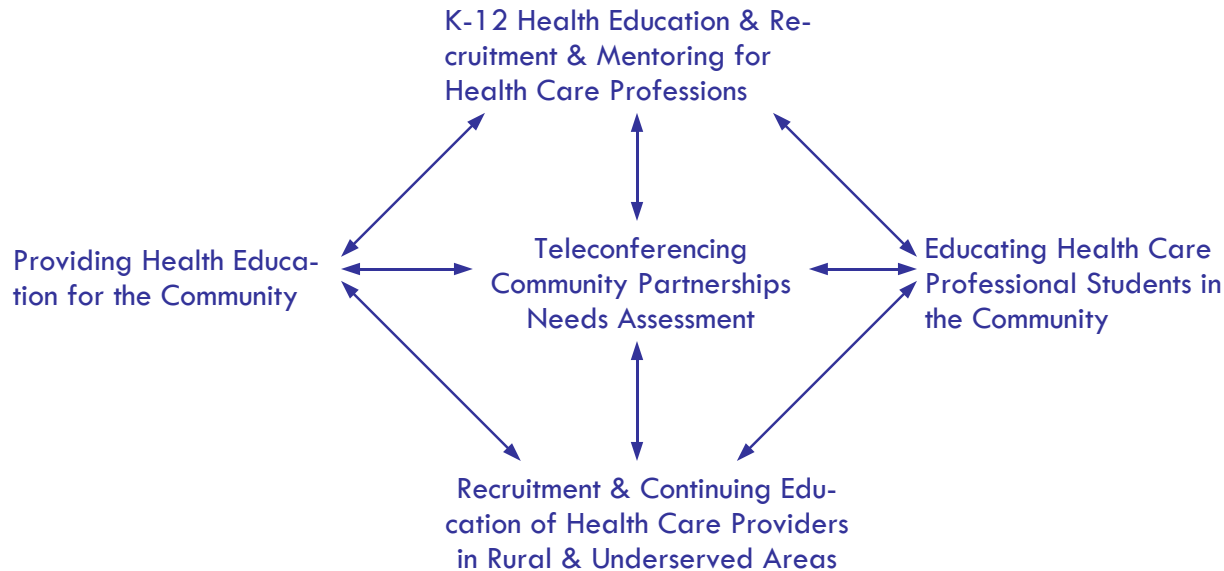 K-12 Health Education & Re-
cruitment & Mentoring for
Health Care Professions
Providing Health Educa-
tion for the Community
Teleconferencing
Community Partnerships
Needs Assessment
Educating Health Care
Professional Students in
the Community
Recruitment & Continuing Edu-
cation of Health Care Providers
in Rural & Underserved Areas